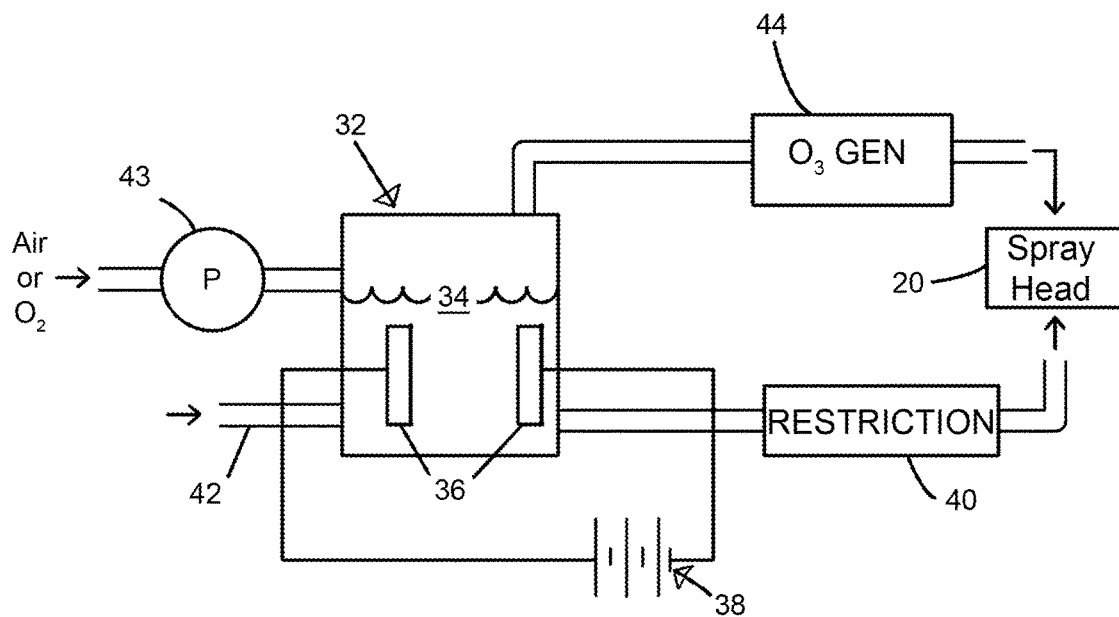 44
32
O₃ GEN
43
Air
or
O₂
P
34
Spray
Head
20
RESTRICTION
42
36
40
38